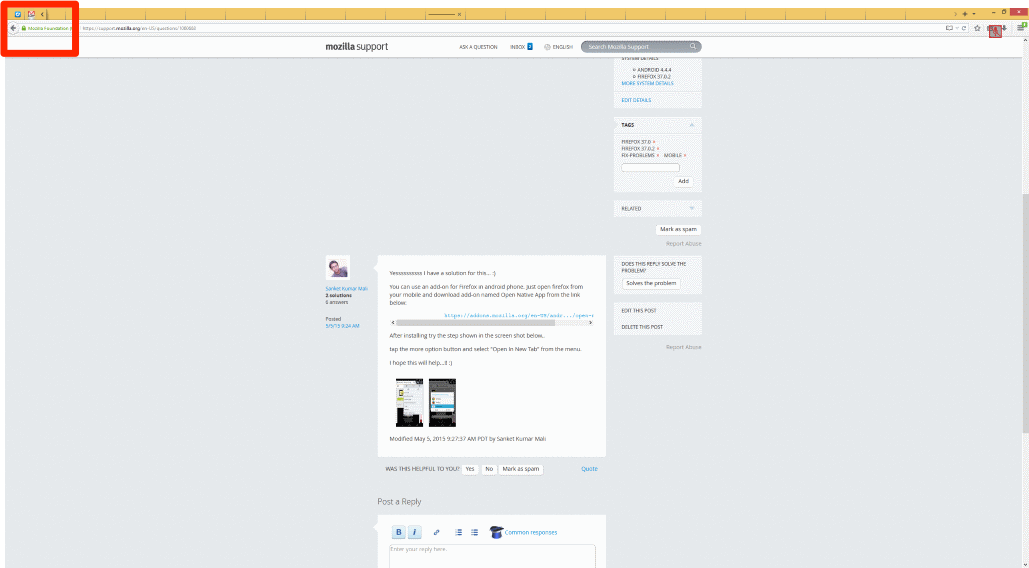 Mozilla Foundation
https://support.mozilla.org/en-US/questions/
mozilla support
ASK A QUESTION
INBOX
ENGLISH
Search Mozilla Support
SYSTEM DETAILS
ANDROID 4.4.4
FIREFOX 37.0.2
MORE SYSTEM DETAILS
EDIT DETAILS
TAGS
FIREFOX 37.0 ×
FIREFOX 37.0.2 ×
FIX-PROBLEMS × MOBILE ×
Add
RELATED
Mark as spam
Report Abuse
Sanket Kumar Mali
2 solutions
6 answers
Posted
5/5/15 9:24 AM
Yessssssssss i have a solution for this... :)
You can use an add-on for Firefox in android phone. Just open firefox
from your mobile and download add-on named Open Native App from the link
below:
https://addons.mozilla.org/en-US/andr.../open-n
After installing try the step shown in the screen shot below..
tap the more option button and select "Open In New Tab" from the menu.
I hope this will help...!! :)
Modified May 5, 2015 9:27:37 AM PDT by Sanket Kumar Mali
DOES THIS REPLY SOLVE THE
PROBLEM?
Solves the problem
EDIT THIS POST
DELETE THIS POST
Report Abuse
WAS THIS HELPFUL TO YOU?
Yes
No
Mark as spam
Quote
Post a Reply
B
i
Common responses
Enter your reply here.